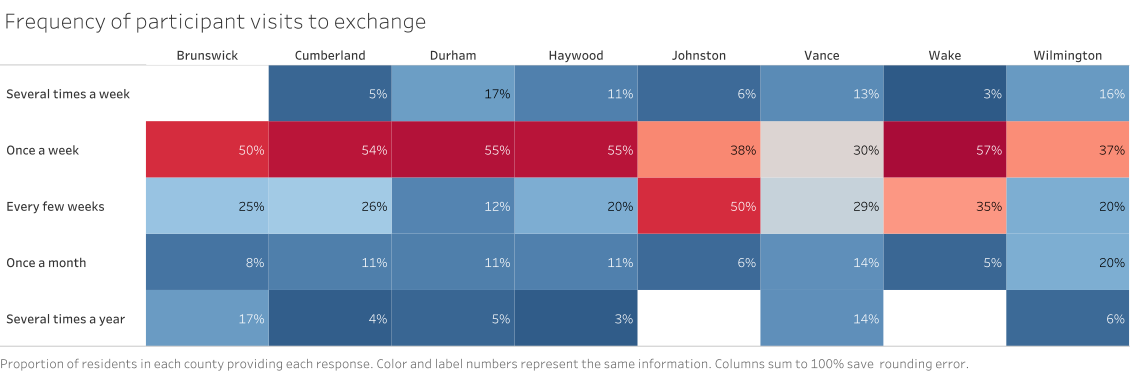 Frequency of participant visits to exchange
Brunswick Cumberland Durham Haywood Johnston Vance Wake Wilmington
Several times a week 5% 17% 11% 6% 13% 3% 16%
Once a week 50% 54% 55% 55% 38% 30% 57% 37%
Every few weeks 25% 26% 12% 20% 50% 29% 35% 20%
Once a month 8% 11% 11% 11% 6% 14% 5% 20%
Several times a year 17% 4% 5% 3% 14% 6%
Proportion of residents in each county providing each response. Color and label numbers represent the same information. Columns sum to 100% save rounding error.